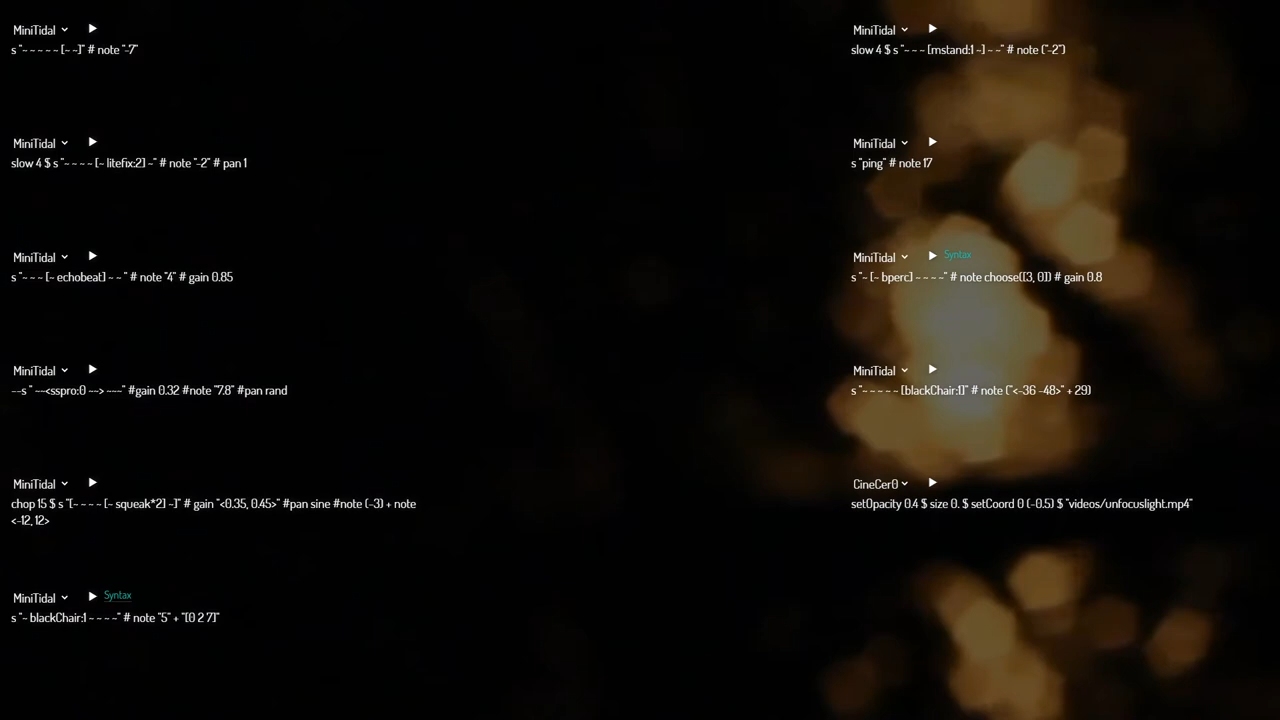 MiniTidal
s "~ ~ ~ ~ ~ [~ ~]" # note "-7"
MiniTidal
slow 4 $ s "~ ~ ~ ~ [~ litefix:2] ~" # note "-2" # pan 1
MiniTidal
s "~ ~ ~ [~ echobeat] ~ ~ " # note "4" # gain 0.85
MiniTidal
--s " ~~<sspro:0 ~~> ~~~" #gain 0.32 #note "7.8" #pan rand
MiniTidal
chop 15 $ s "[~ ~ ~ ~ [~ squeak*2] ~]" # gain "<0.35, 0.45>" #pan sine #note (-3) + note
<-12, 12>
MiniTidal Syntax
s "~ blackChair:1 ~ ~ ~ ~" # note "5" + "[0 2 7]"
MiniTidal
slow 4 $ s "~ ~ ~ [mstand:1 ~] ~ ~" # note ("-2")
MiniTidal
s "ping" # note 17
MiniTidal Syntax
s "~ [~ bperc] ~ ~ ~ ~" # note choose([3, 0]) # gain 0.8
MiniTidal
s "~ ~ ~ ~ ~ [blackChair:1]" # note ("<-36 -48>" + 29)
CineCer0
setOpacity 0.4 $ size 0. $ setCoord 0 (-0.5) $ "videos/unfocuslight.mp4"